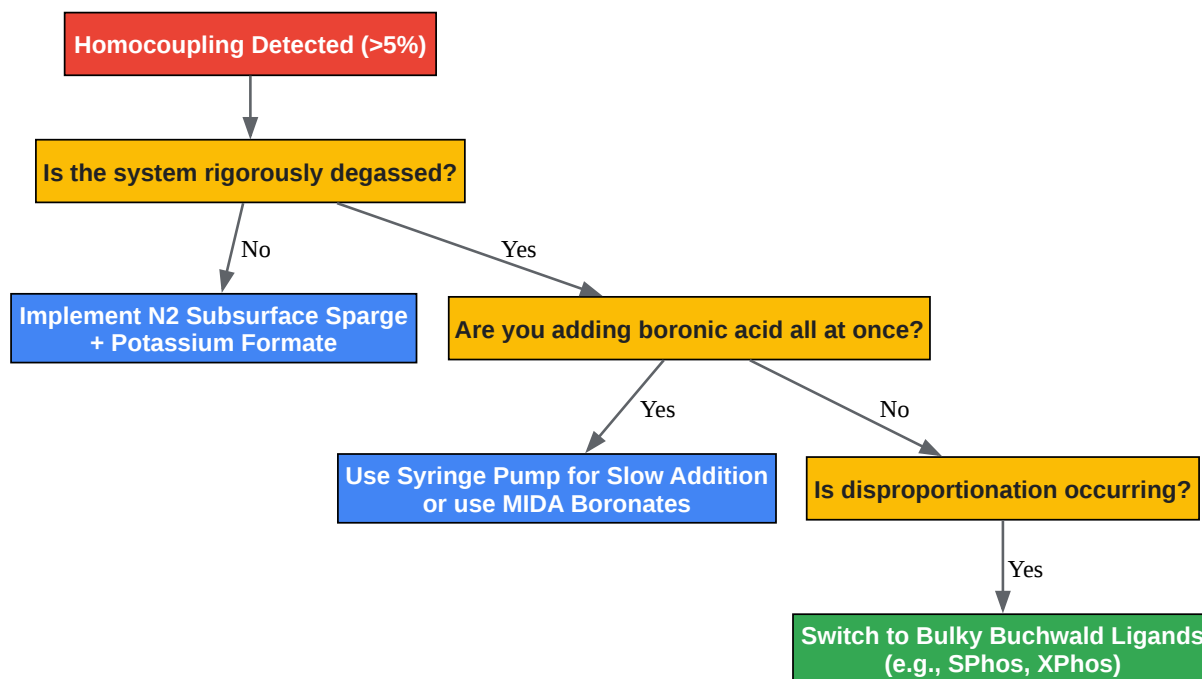 Homocoupling Detected (>5%)
Is the system rigorously degassed?
No
Yes
Implement N2 Subsurface Sparge
+ Potassium Formate
Are you adding boronic acid all at once?
Yes
No
Use Syringe Pump for Slow Addition
or use MIDA Boronates
Is disproportionation occurring?
Yes
Switch to Bulky Buchwald Ligands
(e.g., SPhos, XPhos)